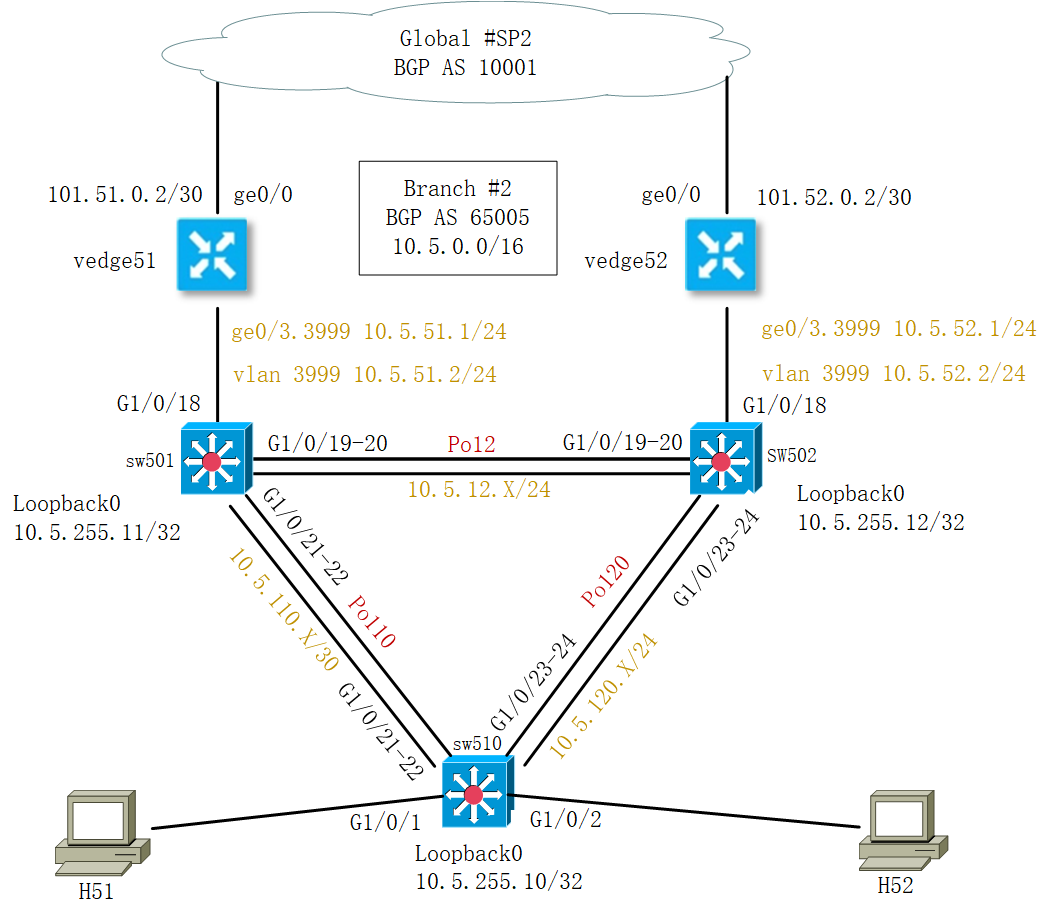 Global #SP2
BGP AS 10001
101.51.0.2/30
ge0/0
Branch #2
BGP AS 65005
10.5.0.0/16
ge0/0
101.52.0.2/30
vedge51
vedge52
ge0/3.3999 10.5.51.1/24
ge0/3.3999 10.5.52.1/24
vlan 3999 10.5.51.2/24
vlan 3999 10.5.52.2/24
G1/0/18
G1/0/18
sw501
G1/0/19-20
Po12
G1/0/19-20
SW502
10.5.12.X/24
Loopback0
10.5.255.11/32
Loopback0
10.5.255.12/32
G1/0/21-22
Po110
10.5.110.X/30
G1/0/21-22
Po120
G1/0/23-24
G1/0/23-24
10.5.120.X/24
sw510
G1/0/1
G1/0/2
Loopback0
10.5.255.10/32
H51
H52